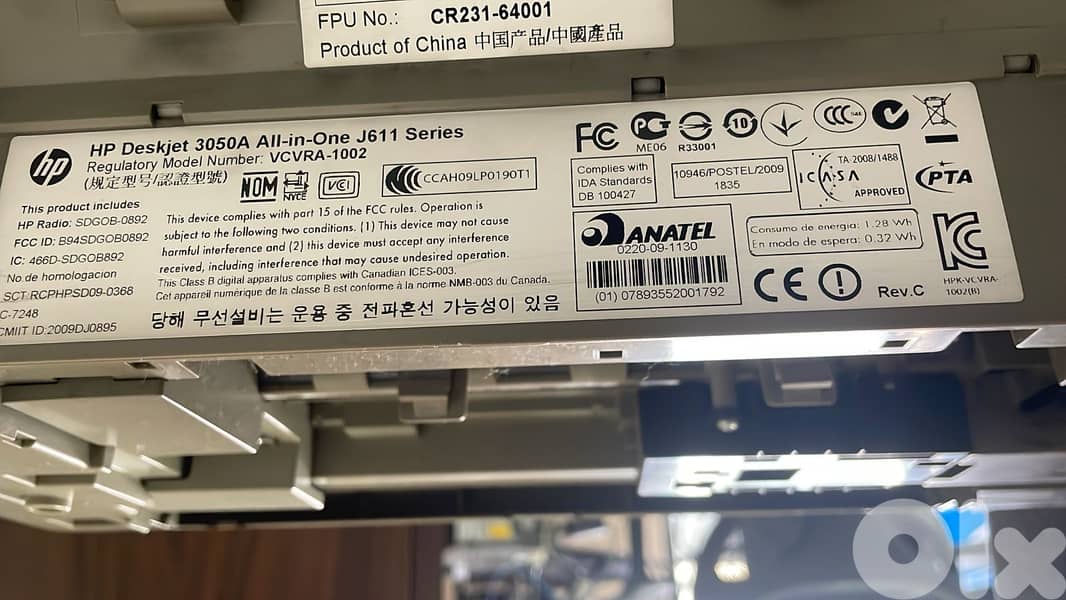 FPU No.: CR231-64001
Product of China 中国产品/中國產品
HP Deskjet 3050A All-in-One J611 Series
Regulatory Model Number: VCVRA-1002
(规定型号/認證型號)
hp
NOM
NYCE
VCI
CCAH09LP0190T1
This product includes
HP Radio: SDGOB-0892
FCC ID: B94SDGOB0892
IC: 466D-SDGOB892
No.de homologacion
SCT:RCPHPSD09-0368
C-7248
CMIIT ID:2009DJ0895
This device complies with part 15 of the FCC rules. Operation is
subject to the following two conditions. (1) This device may not cause
harmful interference and (2) this device must accept any interference
received, including interference that may cause undesired operation.
This Class B digital apparatus complies with Canadian ICES-003.
Cet appareil numérique de la classe B est conforme à la norme NMB-003 du Canada.
당해 무선설비는 운용 중 전파혼선 가능성이 있음
FC
ME06
R33001
10
Complies with
IDA Standards
DB 100427
10946/POSTEL/2009
1835
TA-2008/1488
ICASA
APPROVED
PTA
ANATEL
0220-09-1130
(01) 07893552001792
Consumo de energia: 1.28 Wh
En modo de espera: 0.32 Wh
CE
Rev.C
KC
HPK-VCVRA-
1002(B)
olx